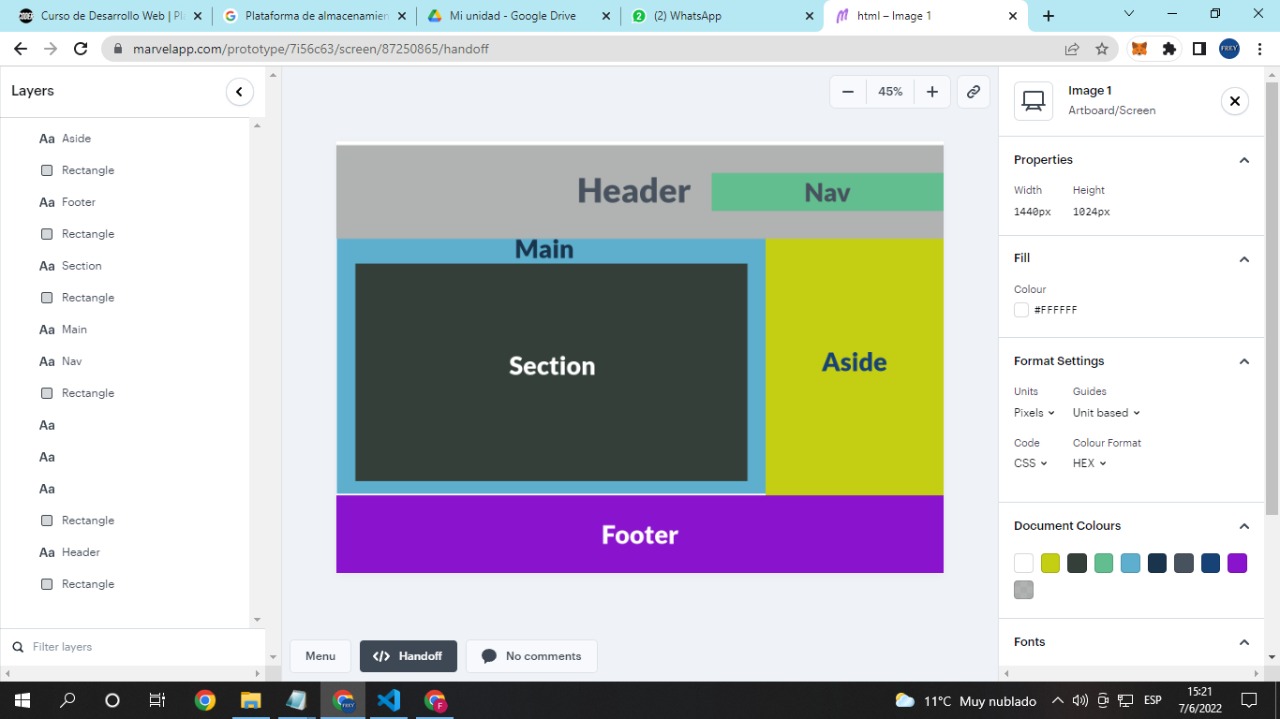 Curso de Desarrollo Web | Pl
Plataforma de almacenamien
Mi unidad - Google Drive
(2) WhatsApp
html – Image 1
marvelapp.com/prototype/7i56c63/screen/87250865/handoff
FREY
Layers
Aa Aside
Rectangle
Aa Footer
Rectangle
Aa Section
Rectangle
Aa Main
Aa Nav
Rectangle
Aa
Aa
Aa
Rectangle
Aa Header
Rectangle
Filter layers
45%
Header
Nav
Main
Section
Aside
Footer
Menu
</> Handoff
No comments
Image 1
Artboard/Screen
Properties
Width Height
1440px 1024px
Fill
Colour
#FFFFFF
Format Settings
Units Guides
Pixels Unit based
Code Colour Format
CSS HEX
Document Colours
Fonts
11°C Muy nublado
ESP
15:21
7/6/2022